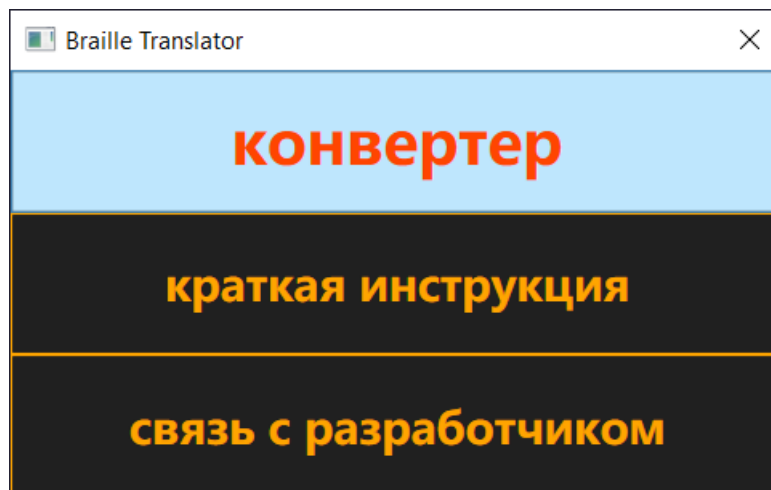 Braille Translator
конвертер
краткая инструкция
связь с разработчиком